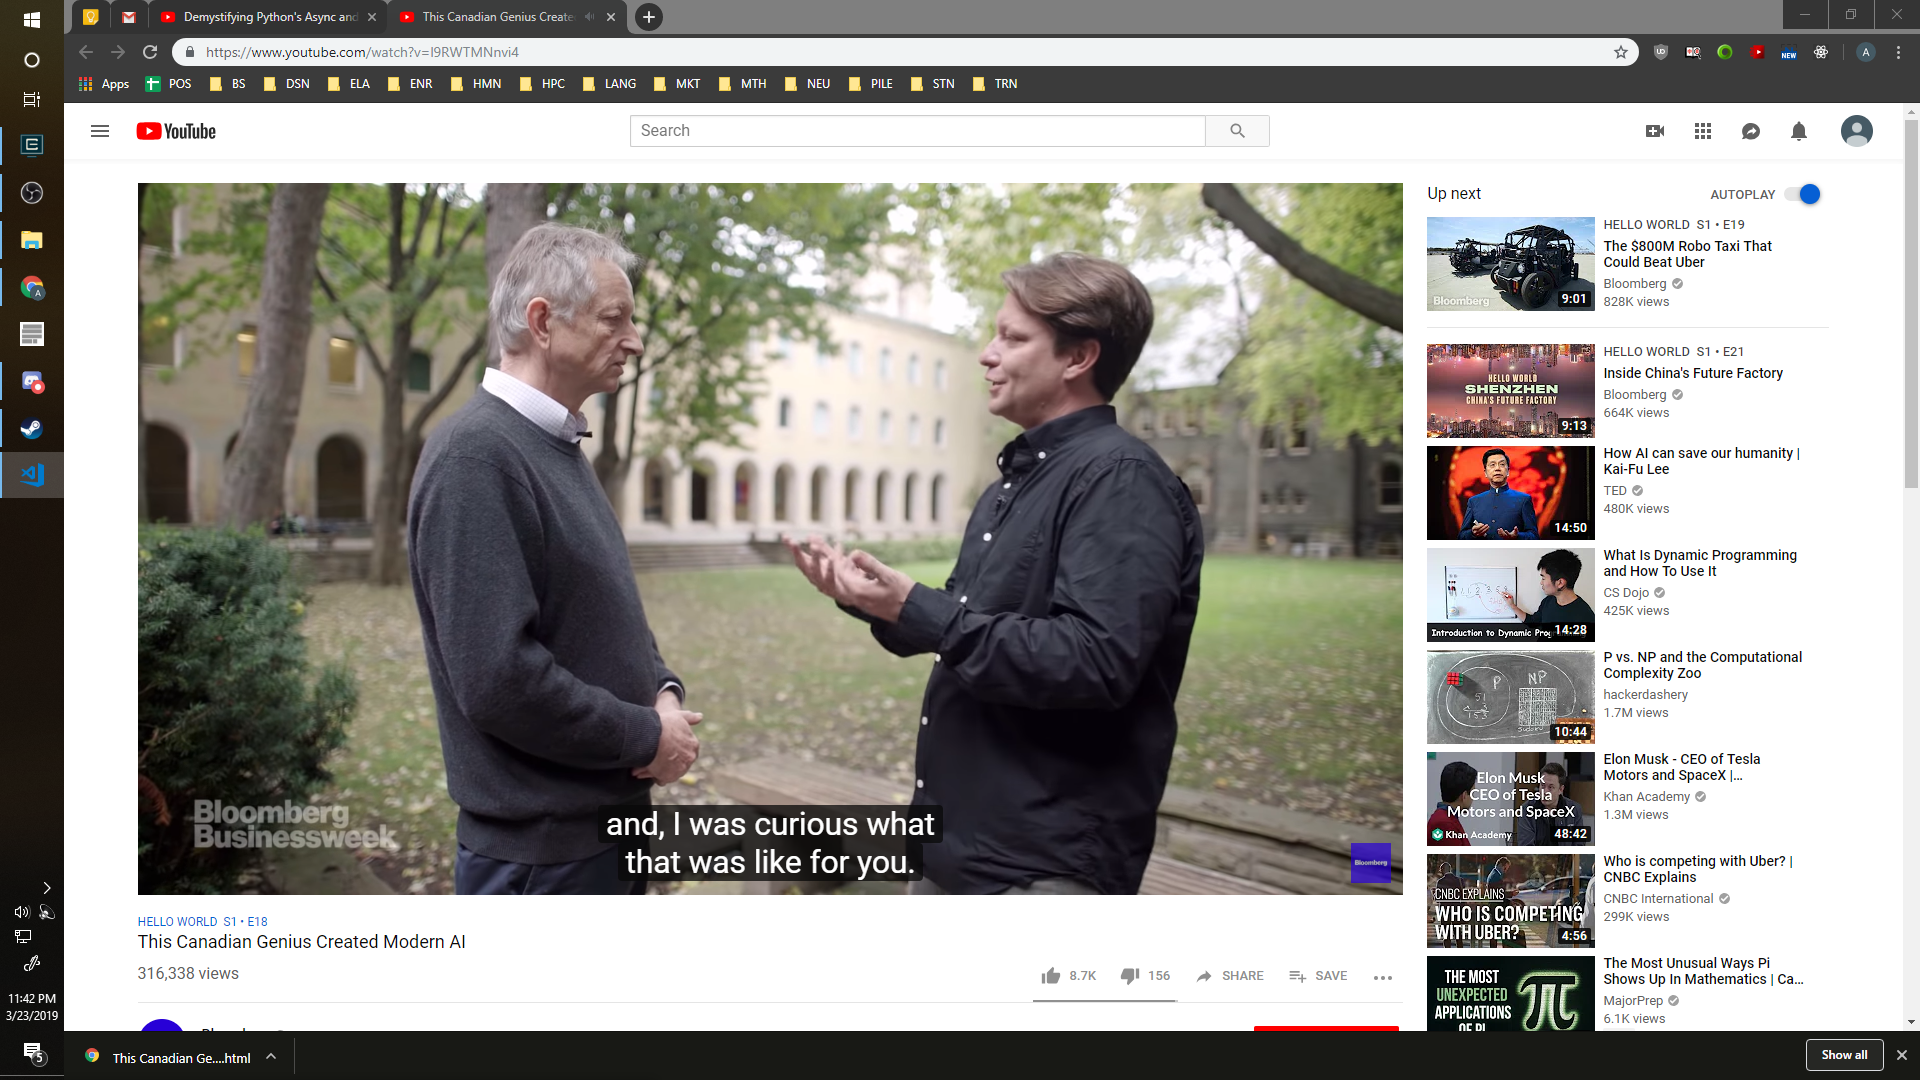 Demystifying Python's Async and
This Canadian Genius Create
https://www.youtube.com/watch?v=I9RWTMNnvi4
Apps POS BS DSN ELA ENR HMN HPC LANG MKT MTH NEU PILE STN TRN
YouTube
Search
Bloomberg
Businessweek
and, I was curious what
that was like for you.
Bloomberg
HELLO WORLD S1 • E18
This Canadian Genius Created Modern AI
316,338 views
8.7K 156 SHARE SAVE
Up next AUTOPLAY
Bloomberg
9:01
HELLO WORLD S1 • E19
The $800M Robo Taxi That
Could Beat Uber
Bloomberg
828K views
HELLO WORLD
SHENZHEN
CHINA'S FUTURE FACTORY
9:13
HELLO WORLD S1 • E21
Inside China's Future Factory
Bloomberg
664K views
14:50
How AI can save our humanity |
Kai-Fu Lee
TED
480K views
Introduction to Dynamic
14:28
What Is Dynamic Programming
and How To Use It
CS Dojo
425K views
P NP
10:44
P vs. NP and the Computational
Complexity Zoo
hackerdashery
1.7M views
Elon Musk
CEO of Tesla
Motors and SpaceX
Khan Academy
48:42
Elon Musk - CEO of Tesla
Motors and SpaceX |...
Khan Academy
1.3M views
CNBC EXPLAINS
WHO IS COMPETING
WITH UBER?
4:56
Who is competing with Uber? |
CNBC Explains
CNBC International
299K views
THE MOST
UNEXPECTED
APPLICATIONS
OF PI
The Most Unusual Ways Pi
Shows Up In Mathematics | Ca...
MajorPrep
6.1K views
11:42 PM
3/23/2019
5
This Canadian Ge....html
Show all